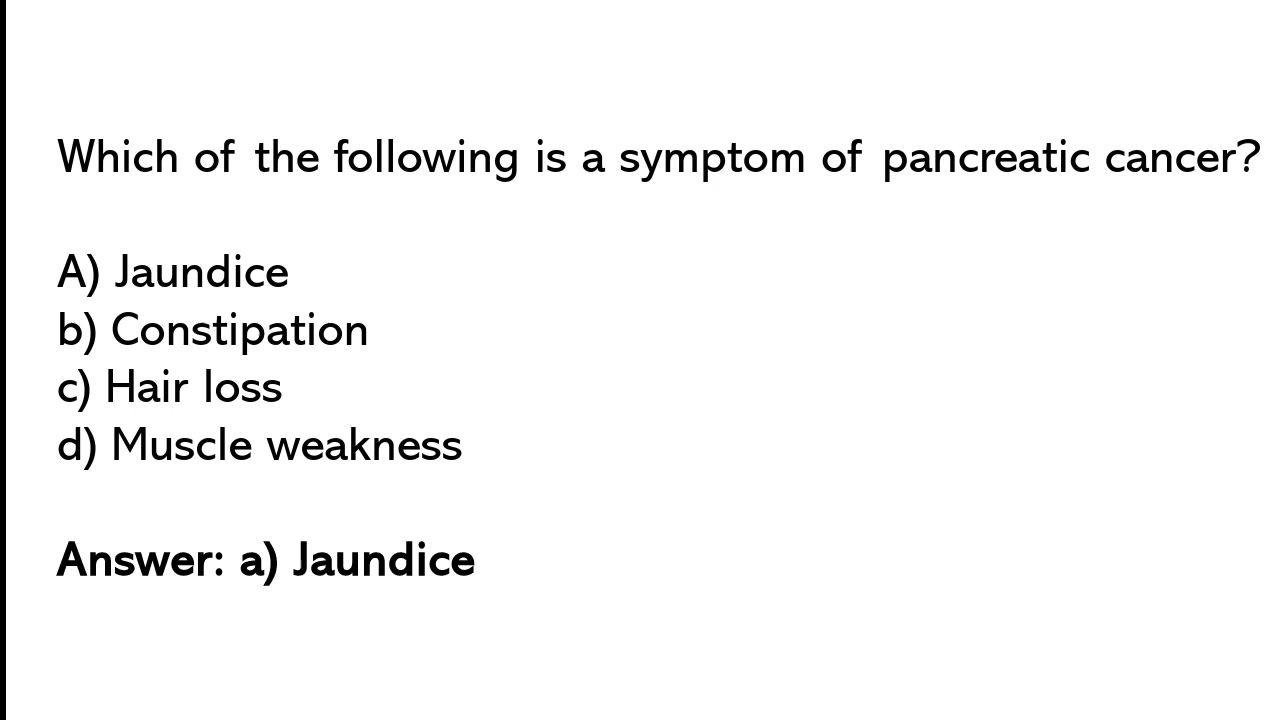 Which of the following is a symptom of pancreatic cancer?
A) Jaundice
b) Constipation
c) Hair loss
d) Muscle weakness
Answer: a) Jaundice